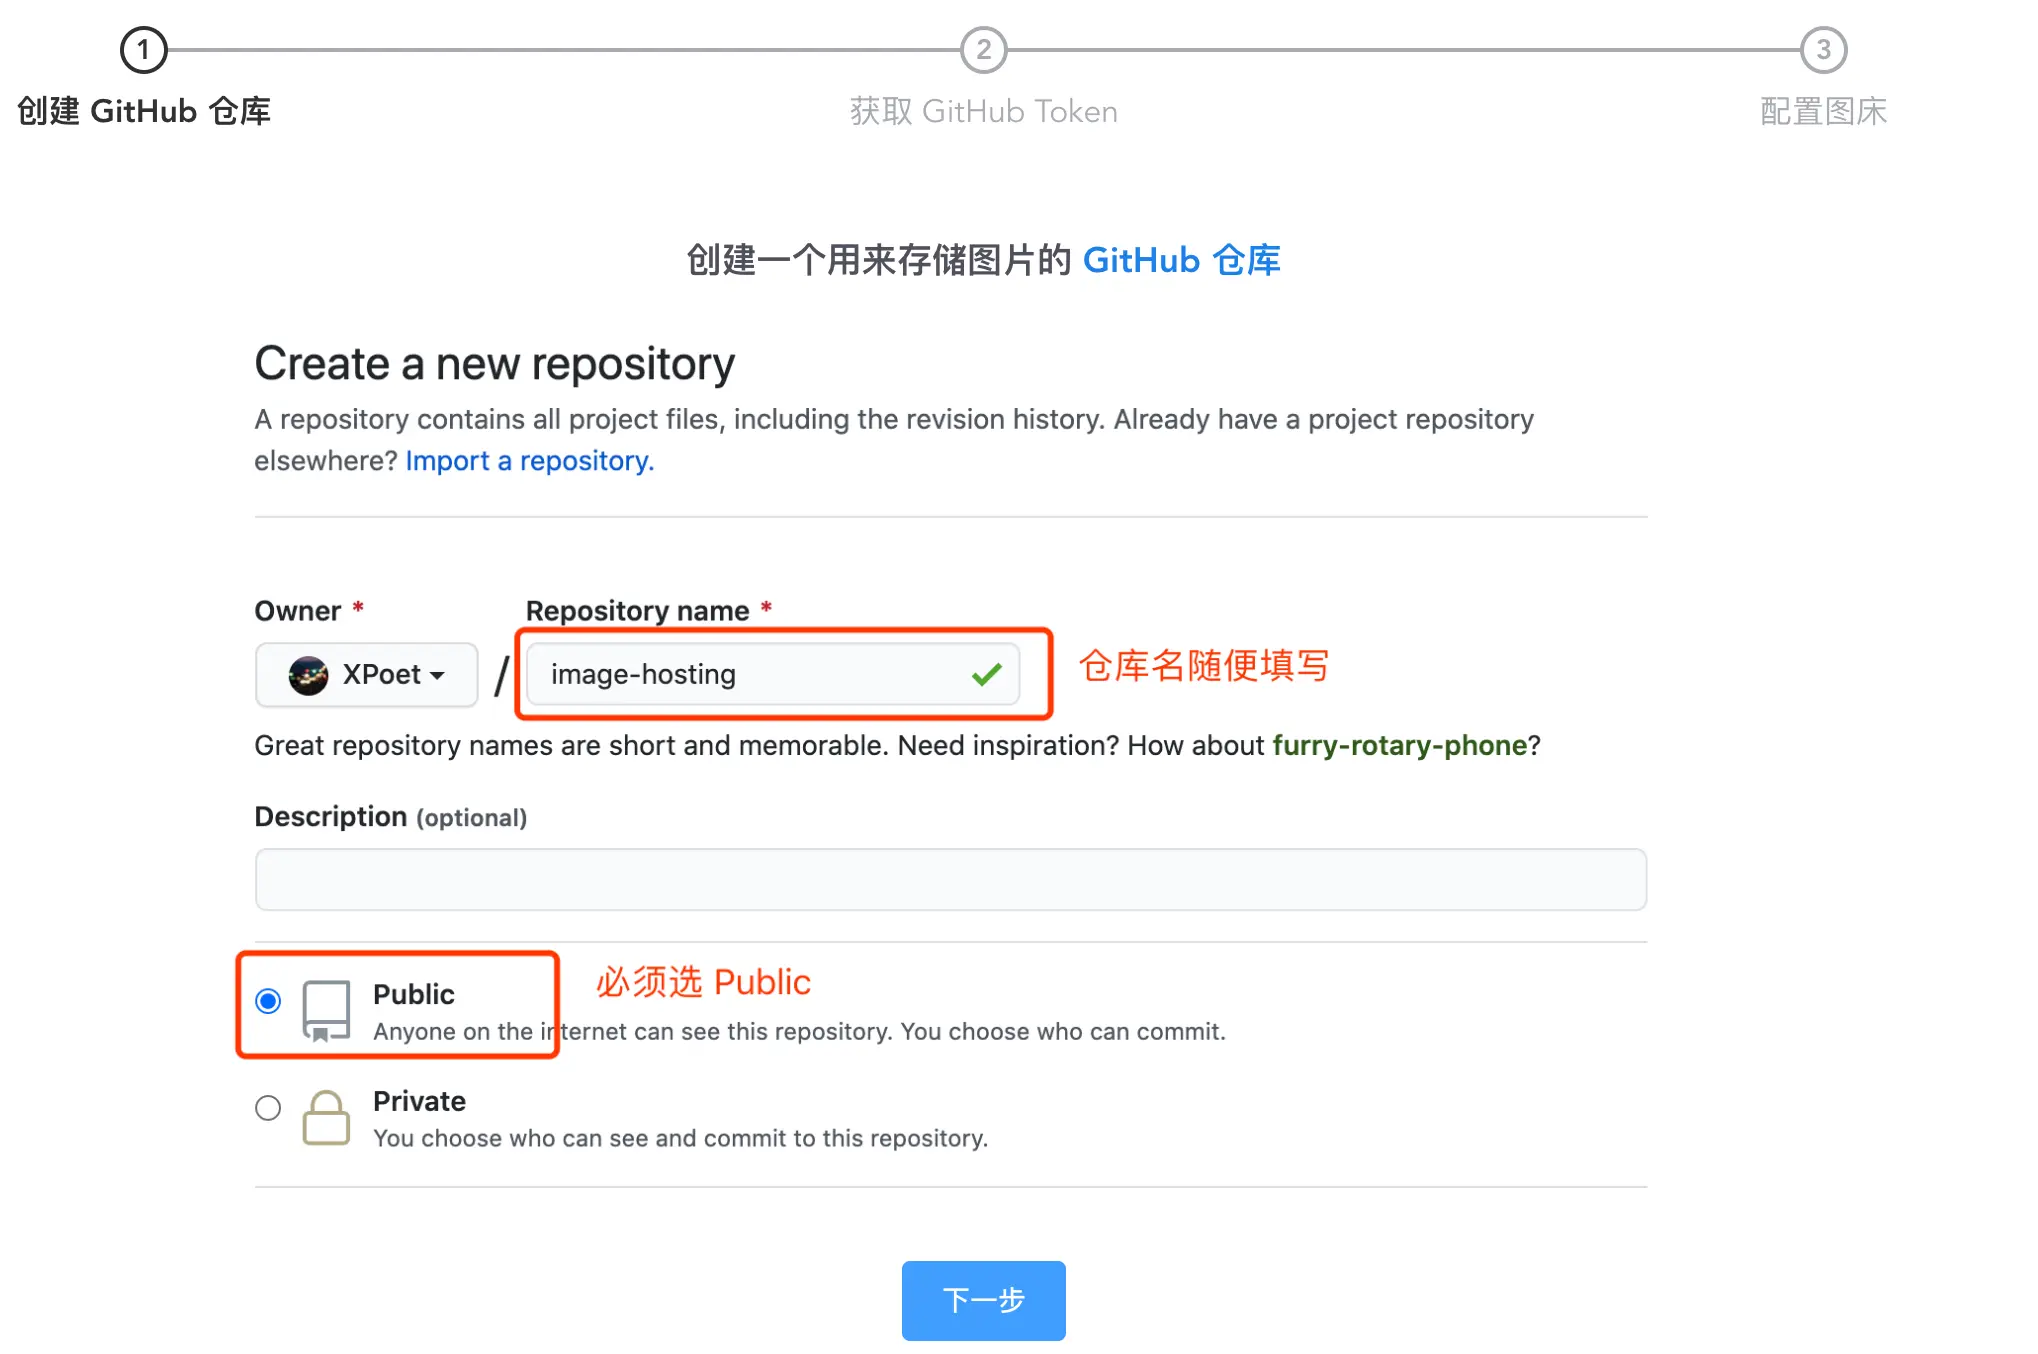 1
2
3
创建 GitHub 仓库
获取 GitHub Token
配置图床
创建一个用来存储图片的 GitHub 仓库
Create a new repository
A repository contains all project files, including the revision history. Already have a project repository
elsewhere? Import a repository.
Owner *
Repository name *
XPoet
/
image-hosting
仓库名随便填写
Great repository names are short and memorable. Need inspiration? How about furry-rotary-phone?
Description (optional)
Public
必须选 Public
Anyone on the internet can see this repository. You choose who can commit.
Private
You choose who can see and commit to this repository.
下一步